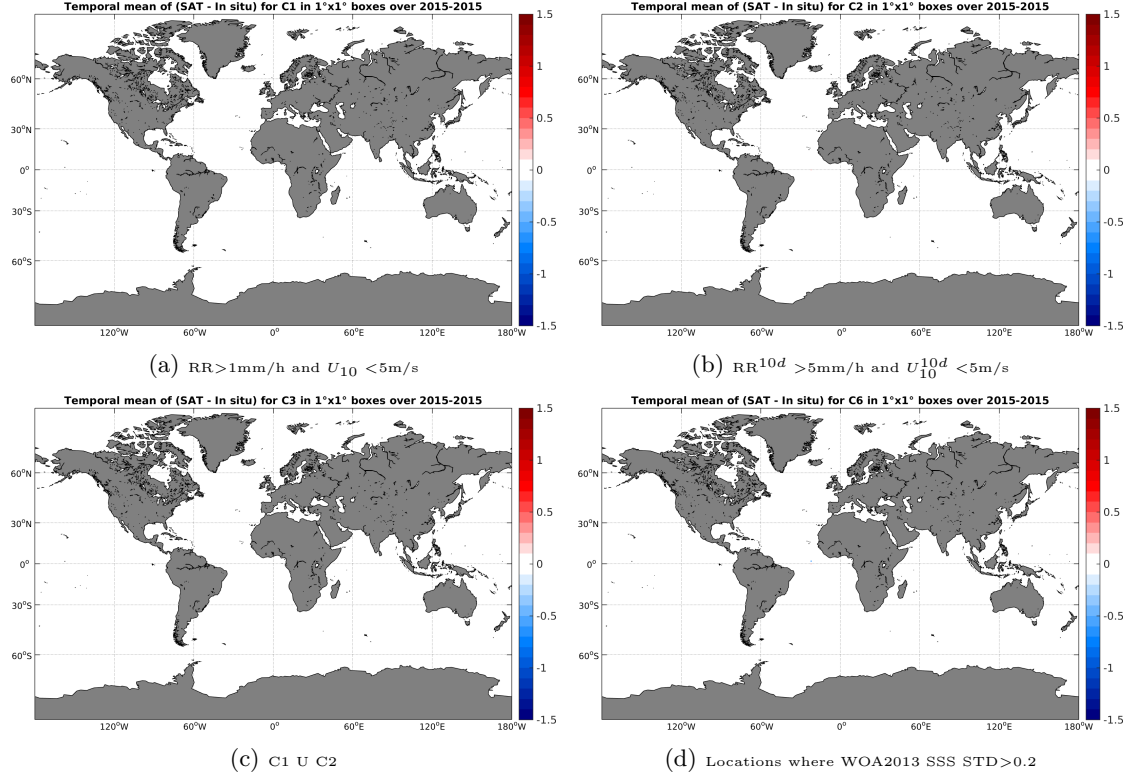 Temporal mean of (SAT - In situ) for C1 in 1°x1° boxes over 2015-2015
60°N
30°N
0°
30°S
60°S
120°W
60°W
0°
60°E
120°E
180°W
1.5
1
0.5
0
-0.5
-1
-1.5
(a) RR>1mm/h and U10 <5m/s
Temporal mean of (SAT - In situ) for C2 in 1°x1° boxes over 2015-2015
60°N
30°N
0°
30°S
60°S
120°W
60°W
0°
60°E
120°E
180°W
1.5
1
0.5
0
-0.5
-1
-1.5
(b) RR10d >5mm/h and U10d10 <5m/s
Temporal mean of (SAT - In situ) for C3 in 1°x1° boxes over 2015-2015
60°N
30°N
0°
30°S
60°S
120°W
60°W
0°
60°E
120°E
180°W
1.5
1
0.5
0
-0.5
-1
-1.5
(c) C1 U C2
Temporal mean of (SAT - In situ) for C6 in 1°x1° boxes over 2015-2015
60°N
30°N
0°
30°S
60°S
120°W
60°W
0°
60°E
120°E
180°W
1.5
1
0.5
0
-0.5
-1
-1.5
(d) Locations where WOA2013 SSS STD>0.2